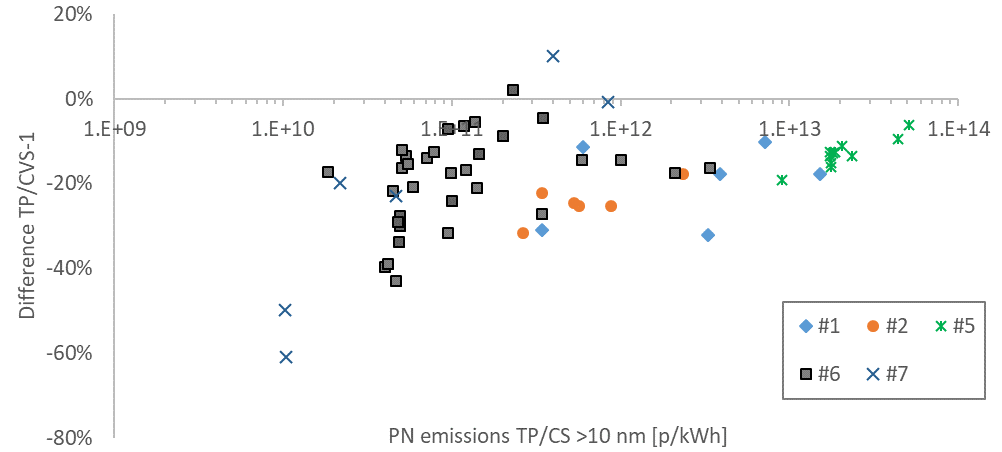 20%
0%
1.E+09 1.E+10 1.E+11 1.E+12 1.E+13 1.E+14
-20%
-40%
-60%
-80%
Difference TP/CVS-1
PN emissions TP/CS >10 nm [p/kWh]
#1 #2 #5
#6 #7